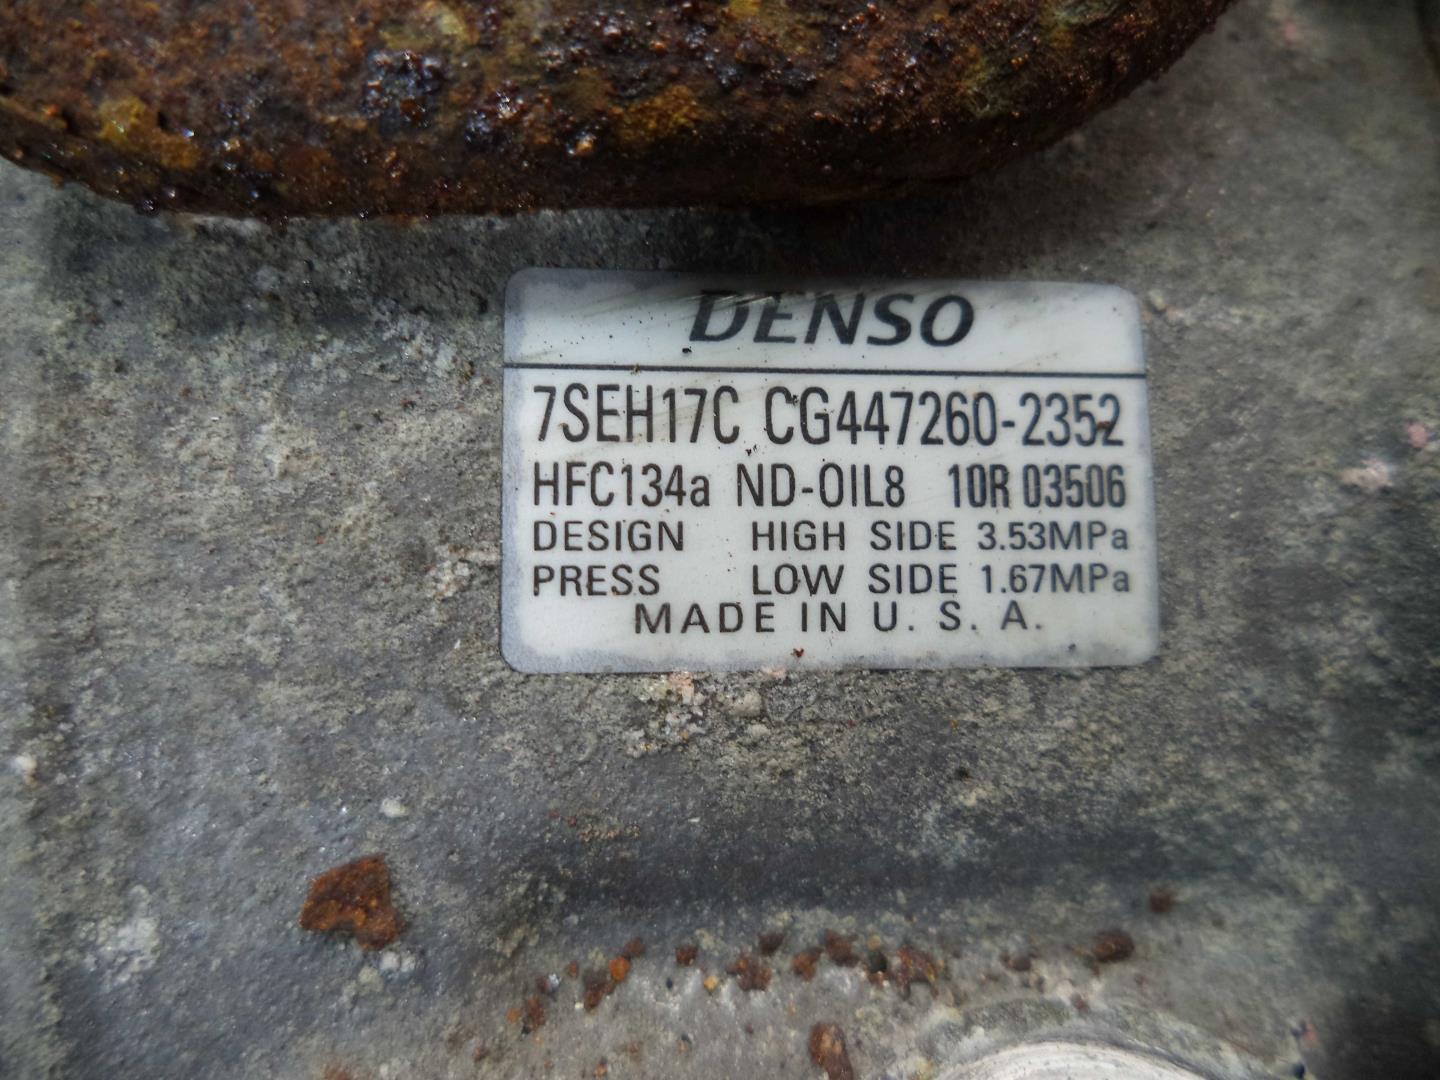 DENSO
7SEH17C CG447260-2352
HFC134a ND-OIL8 10R 03506
DESIGN HIGH SIDE 3.53MPa
PRESS LOW SIDE 1.67MPa
MADE IN U. S. A.